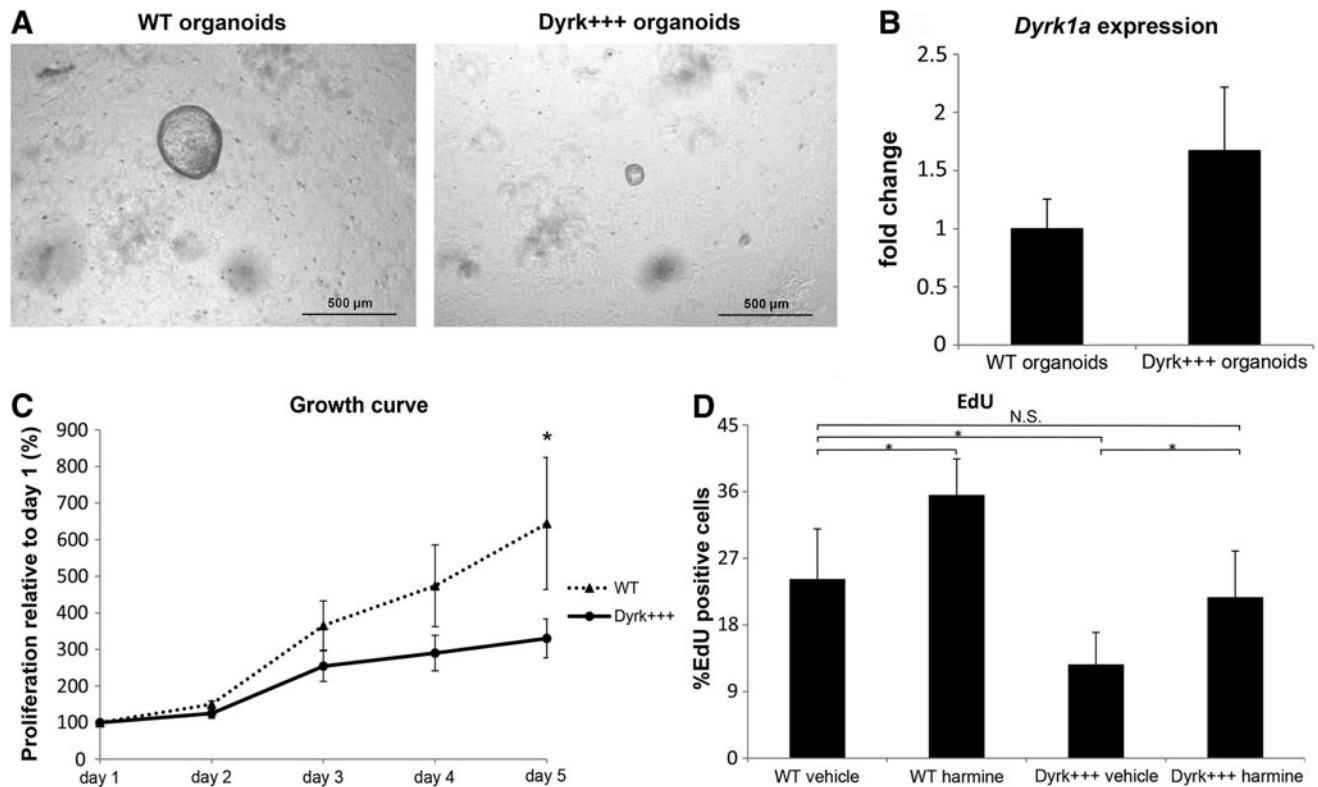 A
WT organoids
Dyrk+++ organoids
500 µm
500 µm
B
Dyrk1a expression
fold change
2.5
2
1.5
1
0.5
0
WT organoids
Dyrk+++ organoids
C
Growth curve
Proliferation relative to day 1 (%)
900
800
700
600
500
400
300
200
100
0
*
WT
Dyrk+++
day 1
day 2
day 3
day 4
day 5
D
EdU
N.S.
*
*
*
%EdU positive cells
45
36
27
18
9
0
WT vehicle
WT harmine
Dyrk+++ vehicle
Dyrk+++ harmine